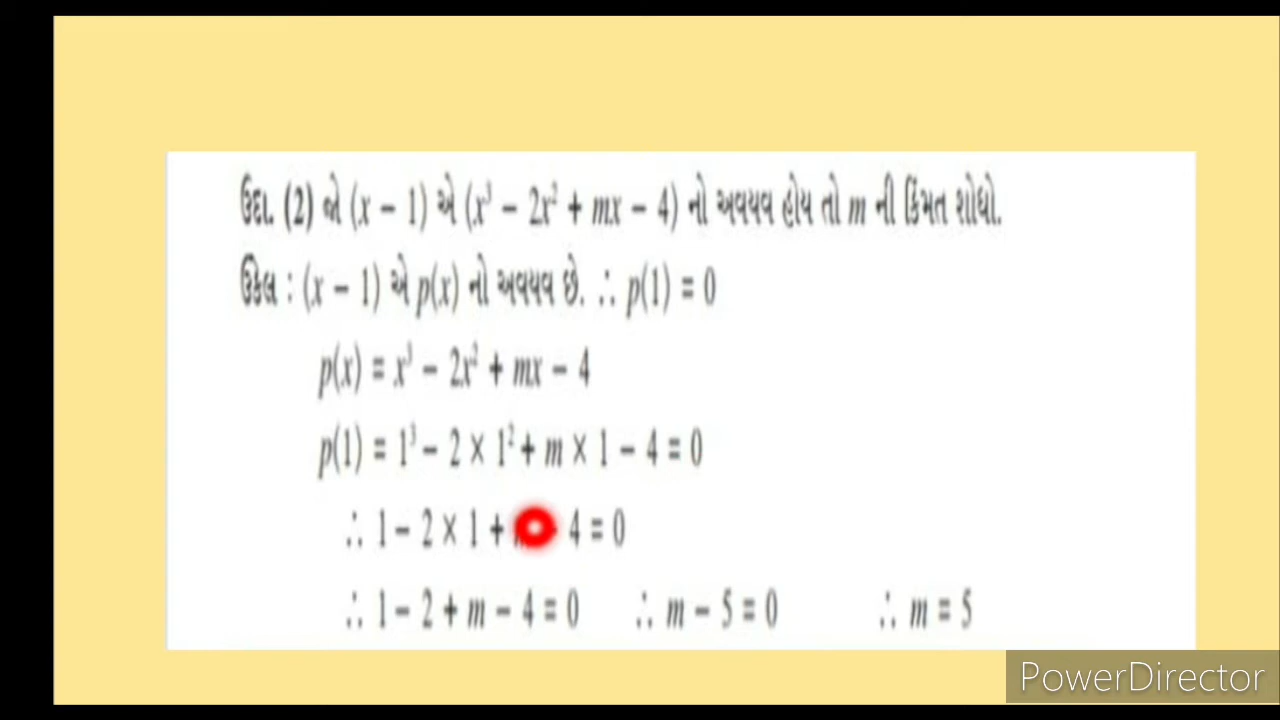 ઉદા. (2) જો (x – 1) એ (x³ – 2x² + mx – 4) નો અવયવ હોય તો m ની કિંમત શોધો.
ઉકેલ : (x – 1) એ p(x) નો અવયવ છે. ∴ p(1) = 0
p(x) = x³ – 2x² + mx – 4
p(1) = 1³ – 2 × 1² + m × 1 – 4 = 0
∴ 1 – 2 × 1 + 4 = 0
∴ 1 – 2 + m – 4 = 0 ∴ m – 5 = 0 ∴ m = 5
PowerDirector